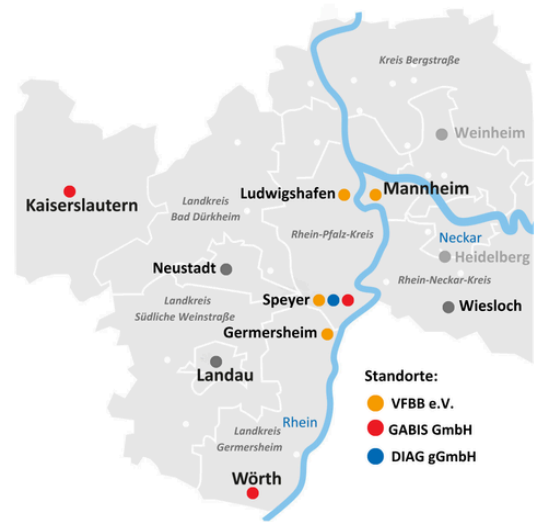 Kreis Bergstraße
Weinheim
Kaiserslautern
Landkreis
Bad Dürkheim
Ludwigshafen
Mannheim
Rhein-Pfalz-Kreis
Neckar
Heidelberg
Neustadt
Rhein-Neckar-Kreis
Landkreis
Südliche Weinstraße
Speyer
Wiesloch
Germersheim
Landau
Standorte:
VFBB e.V.
GABIS GmbH
DIAG gGmbH
Rhein
Landkreis
Germersheim
Wörth